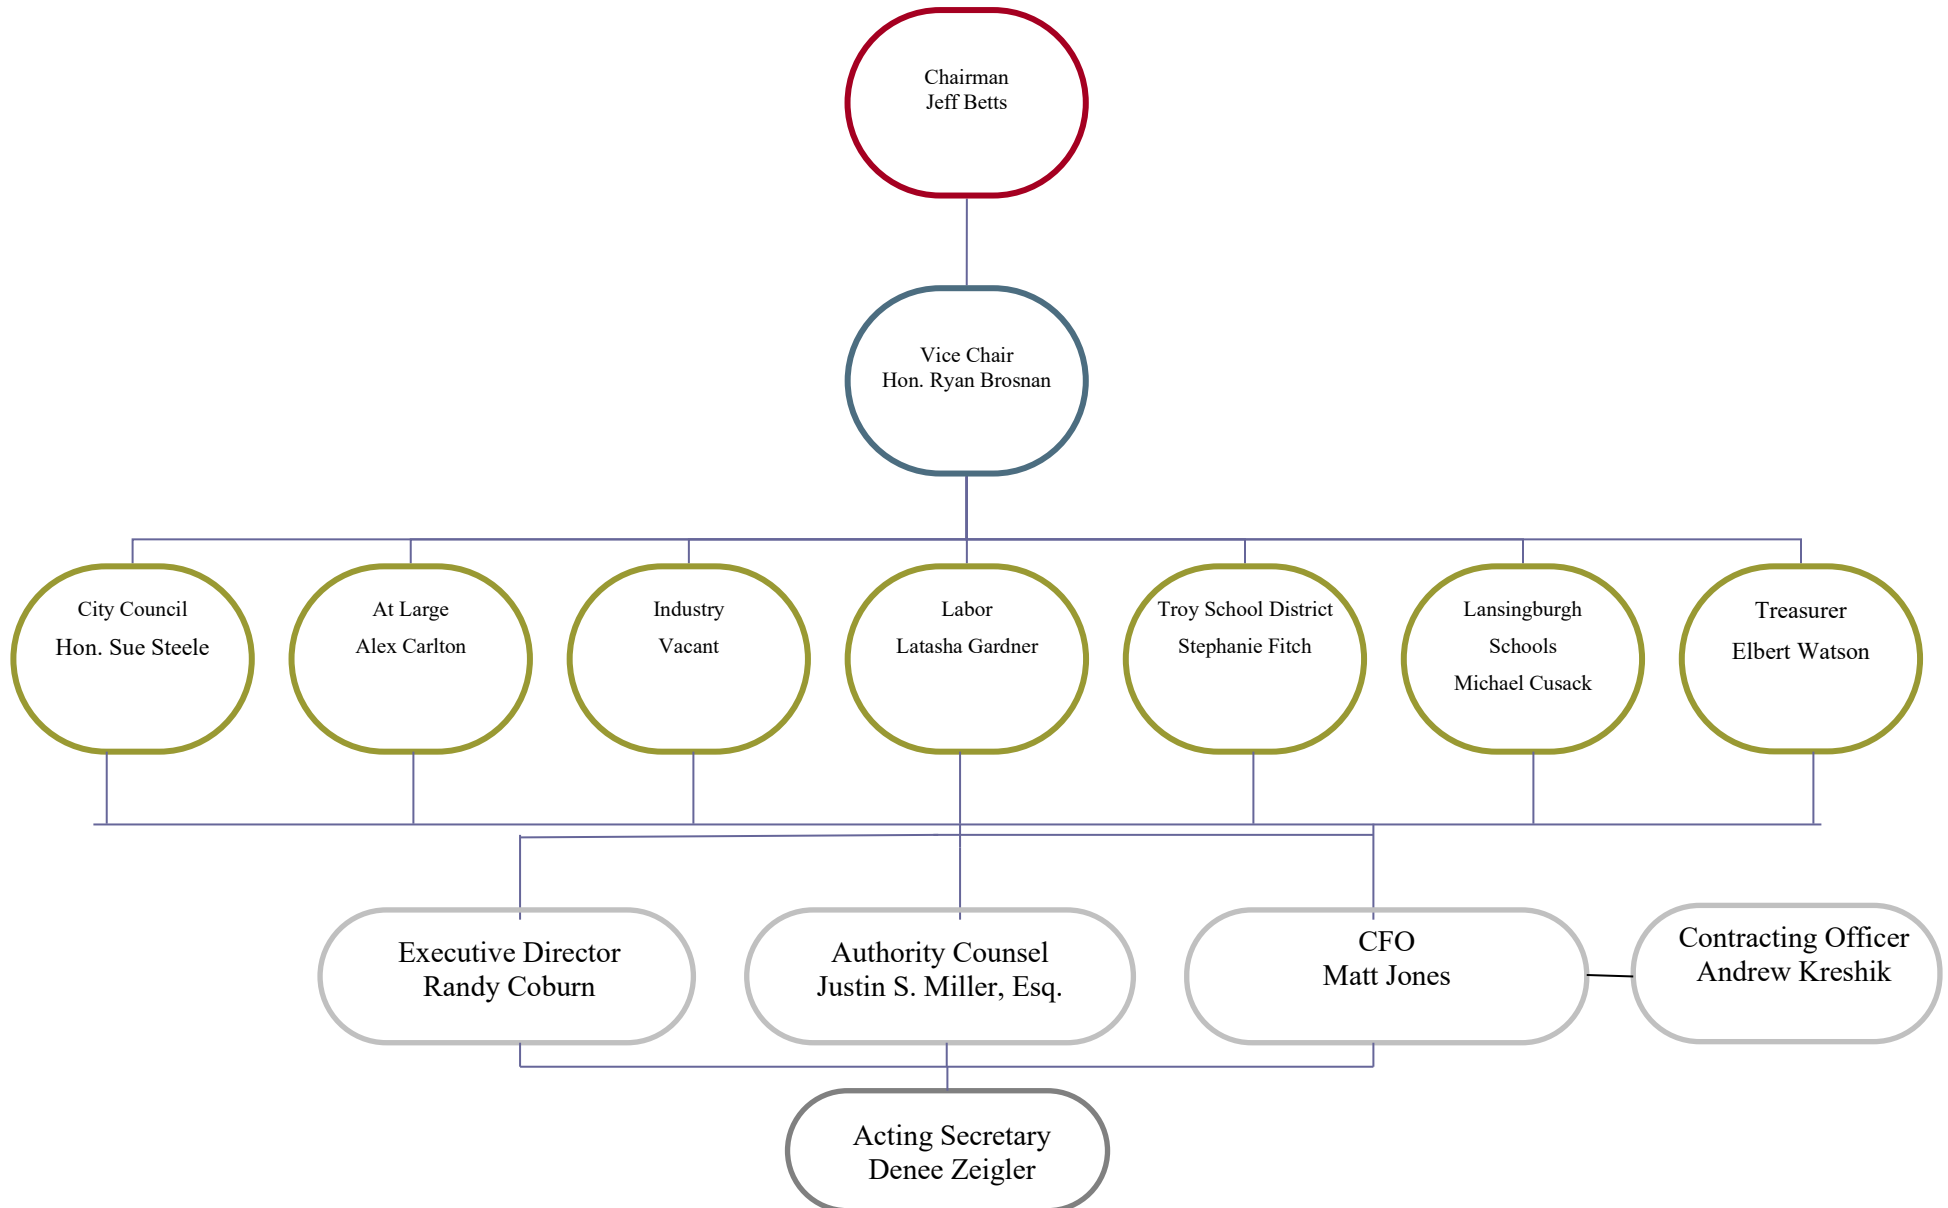 Chairman
Jeff Betts
Vice Chair
Hon. Ryan Brosnan
City Council
Hon. Sue Steele
At Large
Alex Carlton
Industry
Vacant
Labor
Latasha Gardner
Troy School District
Stephanie Fitch
Lansingburgh
Schools
Michael Cusack
Treasurer
Elbert Watson
Executive Director
Randy Coburn
Authority Counsel
Justin S. Miller, Esq.
CFO
Matt Jones
Contracting Officer
Andrew Kreshik
Acting Secretary
Denee Zeigler